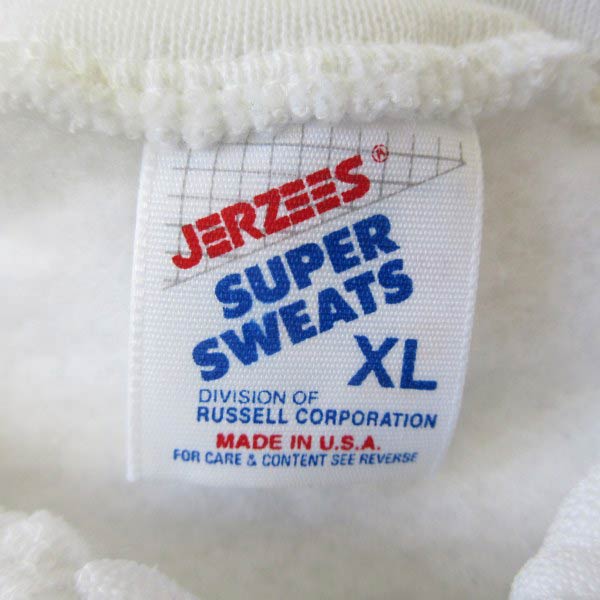 JERZEES®
SUPER
SWEATS
XL
DIVISION OF
RUSSELL CORPORATION
MADE IN U.S.A.
FOR CARE & CONTENT SEE REVERSE